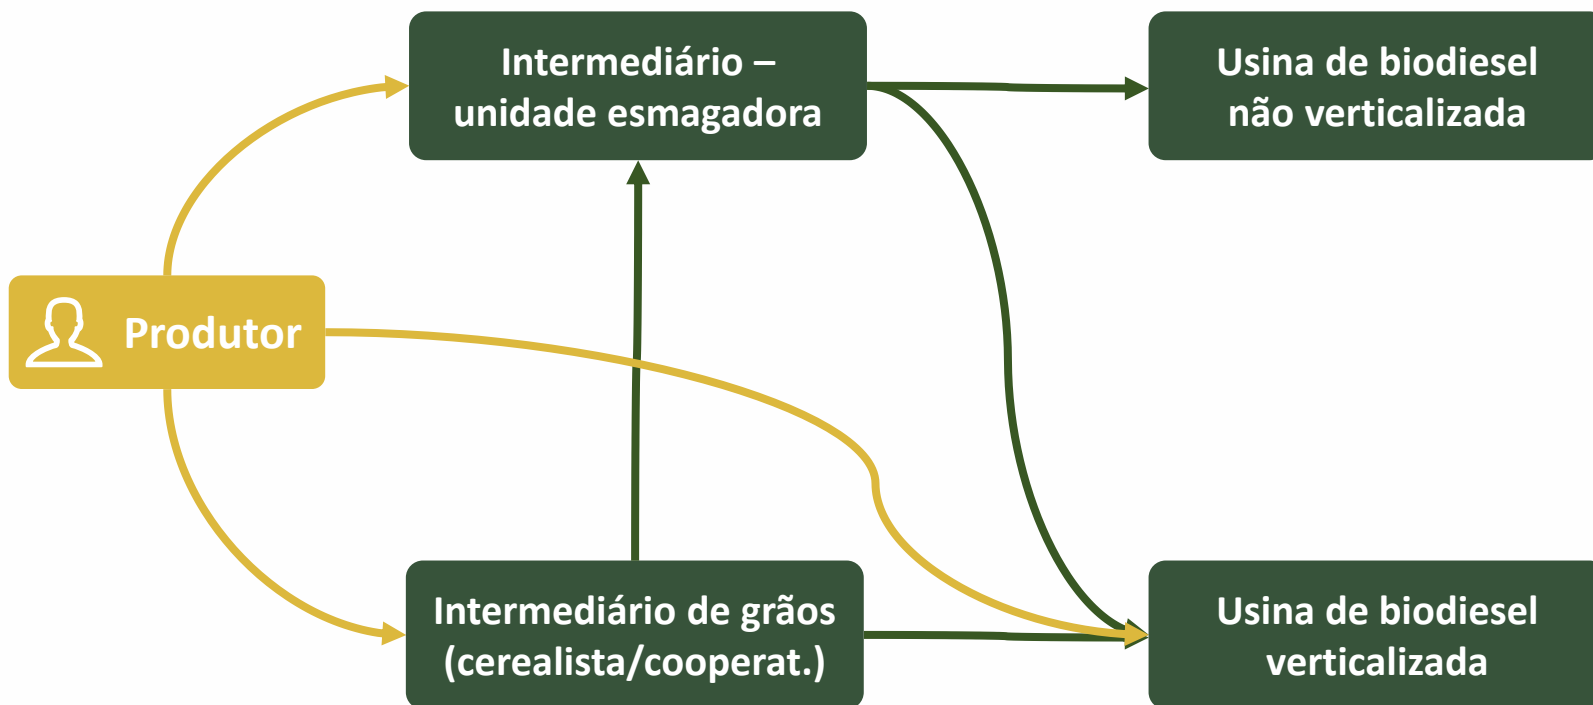 Intermediário –
unidade esmagadora
Usina de biodiesel
não verticalizada
Produtor
Intermediário de grãos
(cerealista/cooperat.)
Usina de biodiesel
verticalizada